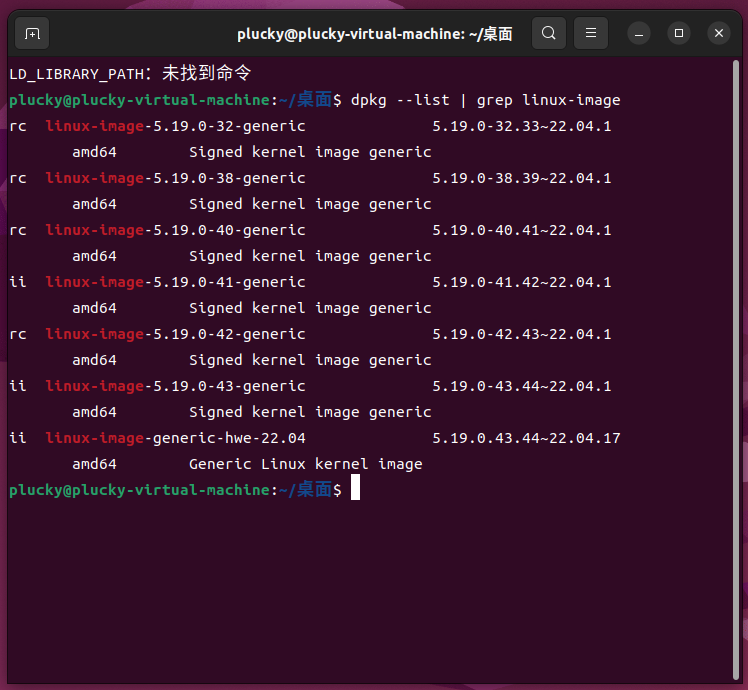 plucky@plucky-virtual-machine: ~/桌面
LD_LIBRARY_PATH：未找到命令
plucky@plucky-virtual-machine:~/桌面$ dpkg --list | grep linux-image
rc  linux-image-5.19.0-32-generic              5.19.0-32.33~22.04.1
       amd64        Signed kernel image generic
rc  linux-image-5.19.0-38-generic              5.19.0-38.39~22.04.1
       amd64        Signed kernel image generic
rc  linux-image-5.19.0-40-generic              5.19.0-40.41~22.04.1
       amd64        Signed kernel image generic
ii  linux-image-5.19.0-41-generic              5.19.0-41.42~22.04.1
       amd64        Signed kernel image generic
rc  linux-image-5.19.0-42-generic              5.19.0-42.43~22.04.1
       amd64        Signed kernel image generic
ii  linux-image-5.19.0-43-generic              5.19.0-43.44~22.04.1
       amd64        Signed kernel image generic
ii  linux-image-generic-hwe-22.04              5.19.0.43.44~22.04.17
       amd64        Generic Linux kernel image
plucky@plucky-virtual-machine:~/桌面$